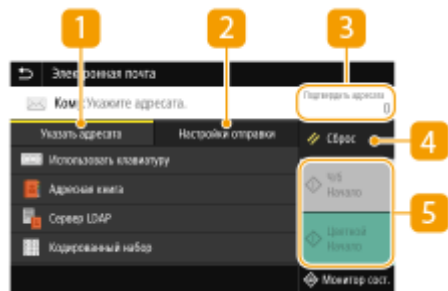 1
2
3
Электронная почта
Кому: Укажите адресата.
Подтвердить адресата
0
Указать адресата
Настройки отправки
Сброс
4
Использовать клавиатуру
Адресная книга
Ч/б
Начало
5
Сервер LDAP
Цветной
Начало
Кодированный набор
Монитор сост.